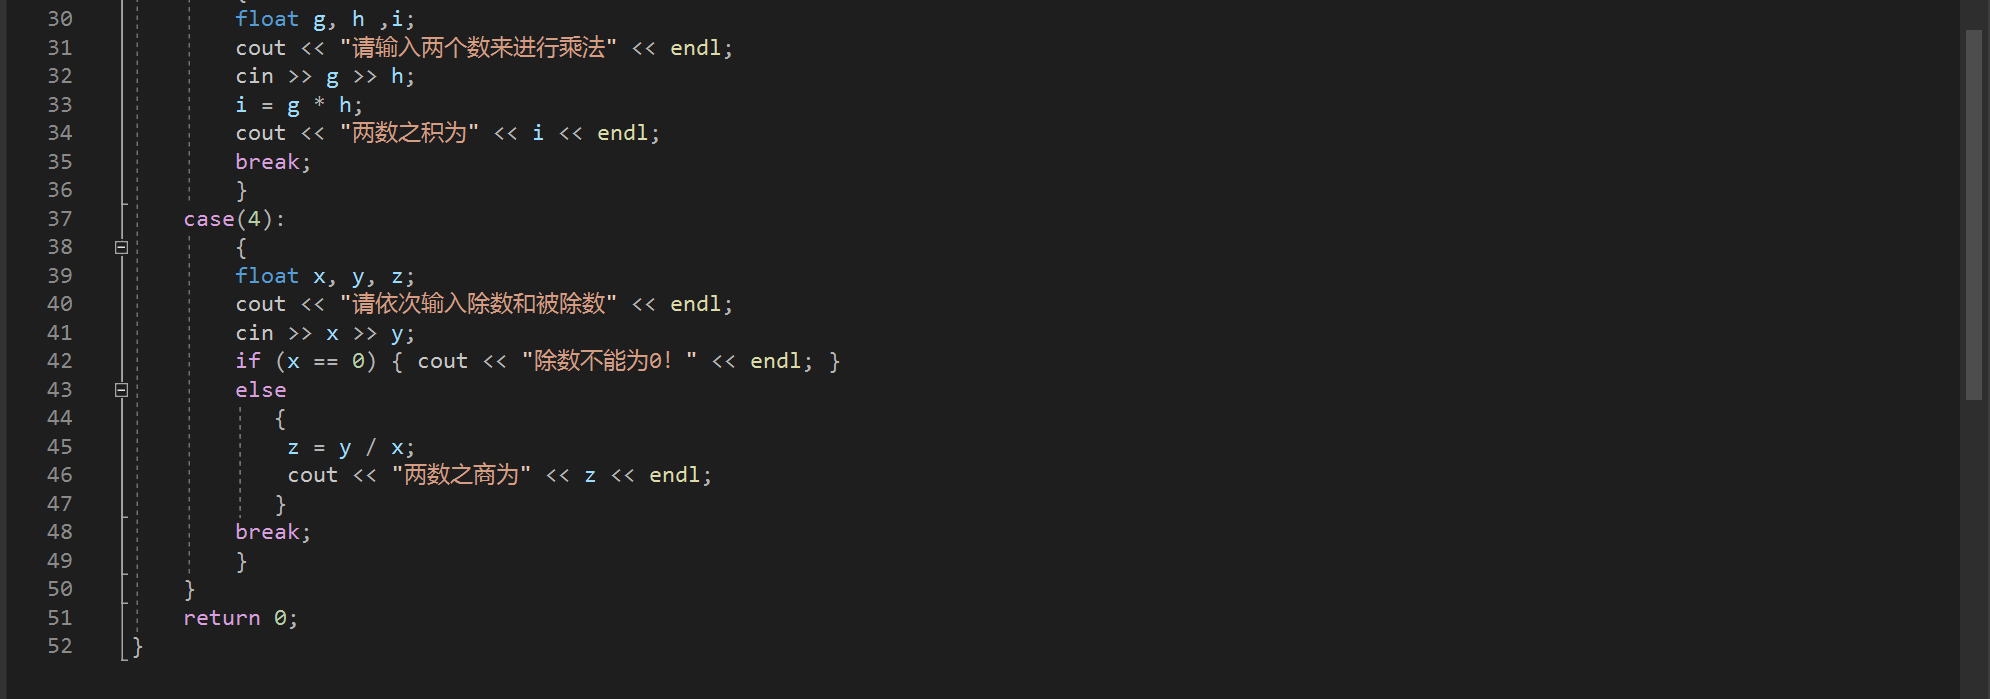 30 float g, h ,i;
31 cout << "请输入两个数来进行乘法" << endl;
32 cin >> g >> h;
33 i = g * h;
34 cout << "两数之积为" << i << endl;
35 break;
36 }
37 case(4):
38 {
39 float x, y, z;
40 cout << "请依次输入除数和被除数" << endl;
41 cin >> x >> y;
42 if (x == 0) { cout << "除数不能为0！" << endl; }
43 else
44 {
45 z = y / x;
46 cout << "两数之商为" << z << endl;
47 }
48 break;
49 }
50 }
51 return 0;
52 }